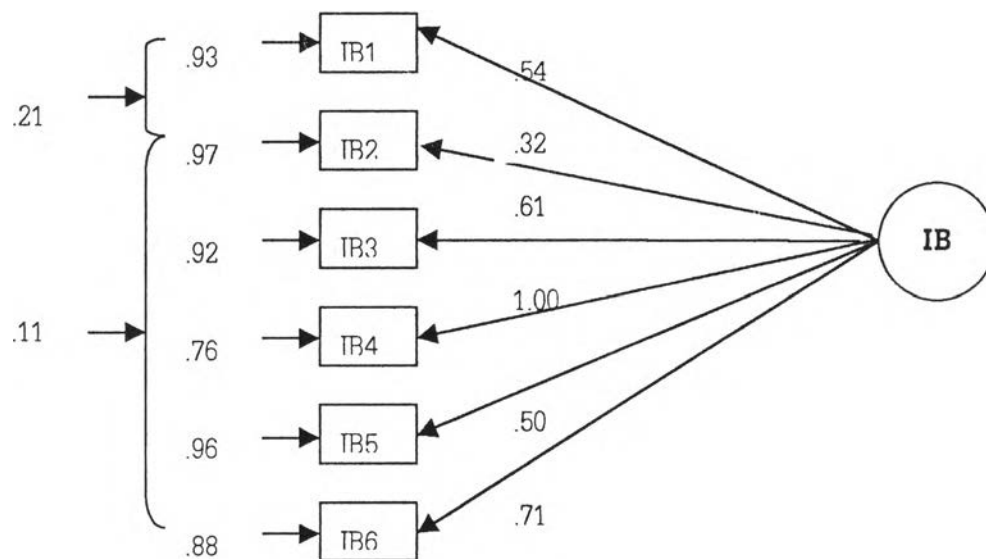 .93 IB1 .54
.21
.97 IB2 .32
.61
.92 IB3 IB
1.00
.11 .76 IB4
.96 IB5 .50
.88 IB6 .71